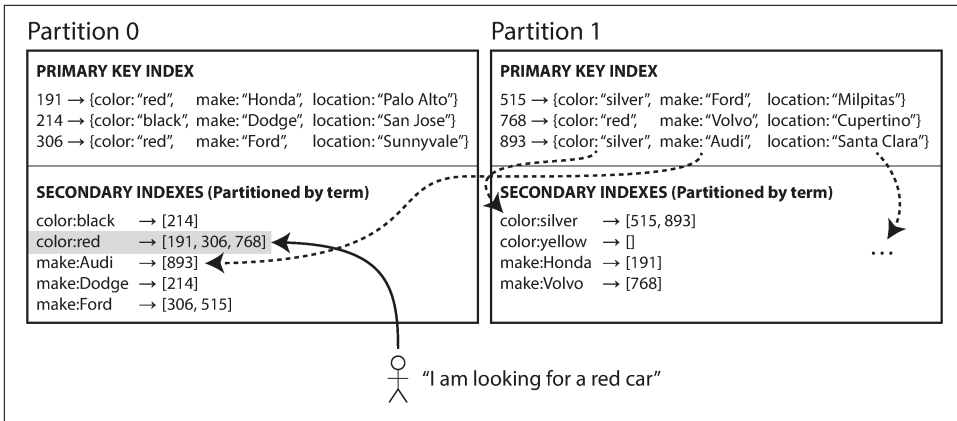 Partition 0
PRIMARY KEY INDEX
191 → {color: “red”, make: “Honda”, location: “Palo Alto”}
214 → {color: “black”, make: “Dodge”, location: “San Jose”}
306 → {color: “red”, make: “Ford”, location: “Sunnyvale”}
SECONDARY INDEXES (Partitioned by term)
color:black → [214]
color:red → [191, 306, 768]
make:Audi → [893]
make:Dodge → [214]
make:Ford → [306, 515]
Partition 1
PRIMARY KEY INDEX
515 → {color: “silver”, make: “Ford”, location: “Milpitas”}
768 → {color: “red”, make: “Volvo”, location: “Cupertino”}
893 → {color: “silver”, make: “Audi”, location: “Santa Clara”}
SECONDARY INDEXES (Partitioned by term)
color:silver → [515, 893]
color:yellow → []
make:Honda → [191]
make:Volvo → [768]
...
“I am looking for a red car”